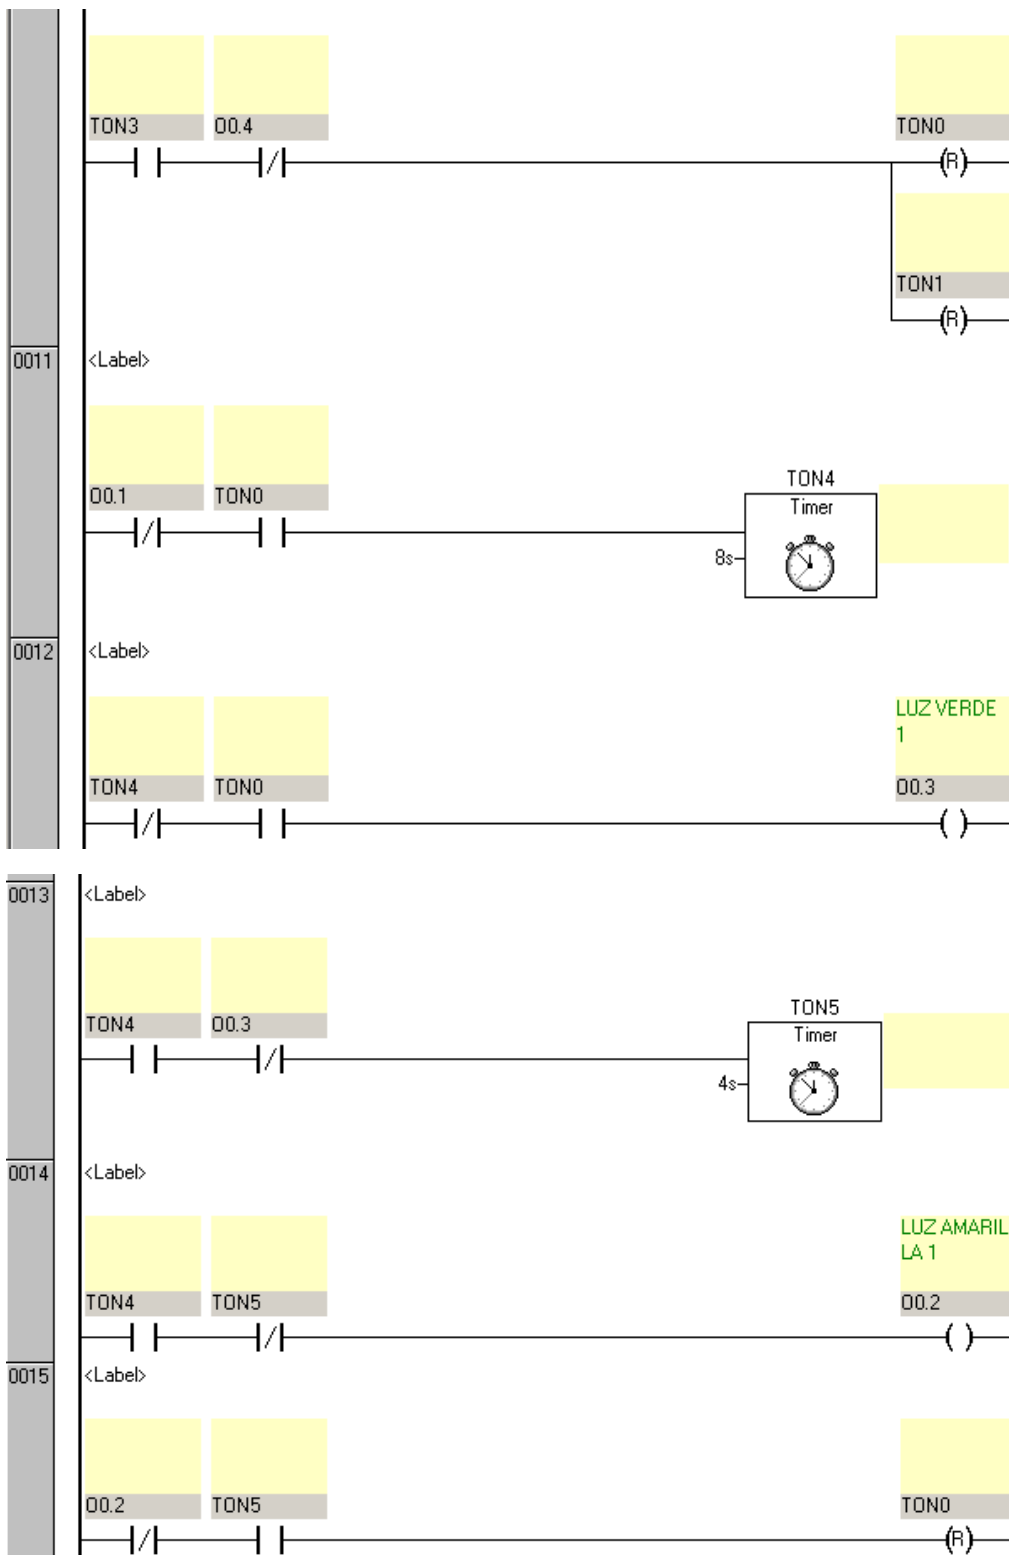 TON3 O0.4 TON0
(R)
TON1
(R)
0011 <Label>
O0.1 TON0
TON4
Timer
8s
0012 <Label>
LUZ VERDE
1
TON4 TON0 O0.3
0013 <Label>
TON4 O0.3
TON5
Timer
4s
0014 <Label>
LUZ AMARIL
LA 1
TON4 TON5 O0.2
0015 <Label>
O0.2 TON5 TON0
(R)